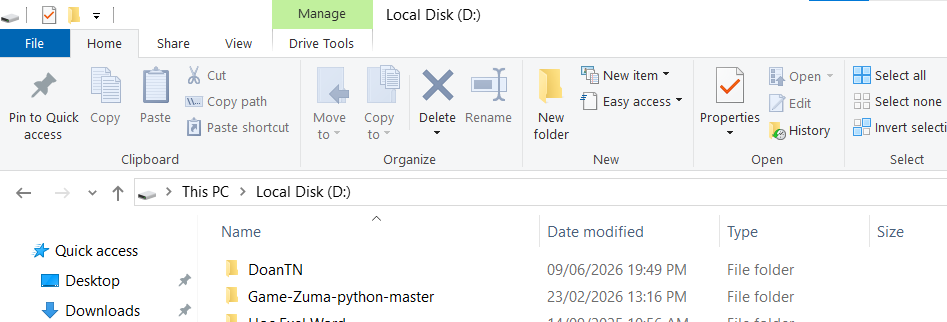 Manage
Local Disk (D:)
File
Home
Share
View
Drive Tools
Pin to Quick access
Copy
Paste
Cut
Copy path
Paste shortcut
Clipboard
Move to
Copy to
Delete
Rename
Organize
New folder
New item
Easy access
New
Properties
Open
Edit
History
Open
Select all
Select none
Invert selecti
Select
This PC
Local Disk (D:)
Name
Date modified
Type
Size
Quick access
Desktop
Downloads
DoanTN
09/06/2026 19:49 PM
File folder
Game-Zuma-python-master
23/02/2026 13:16 PM
File folder